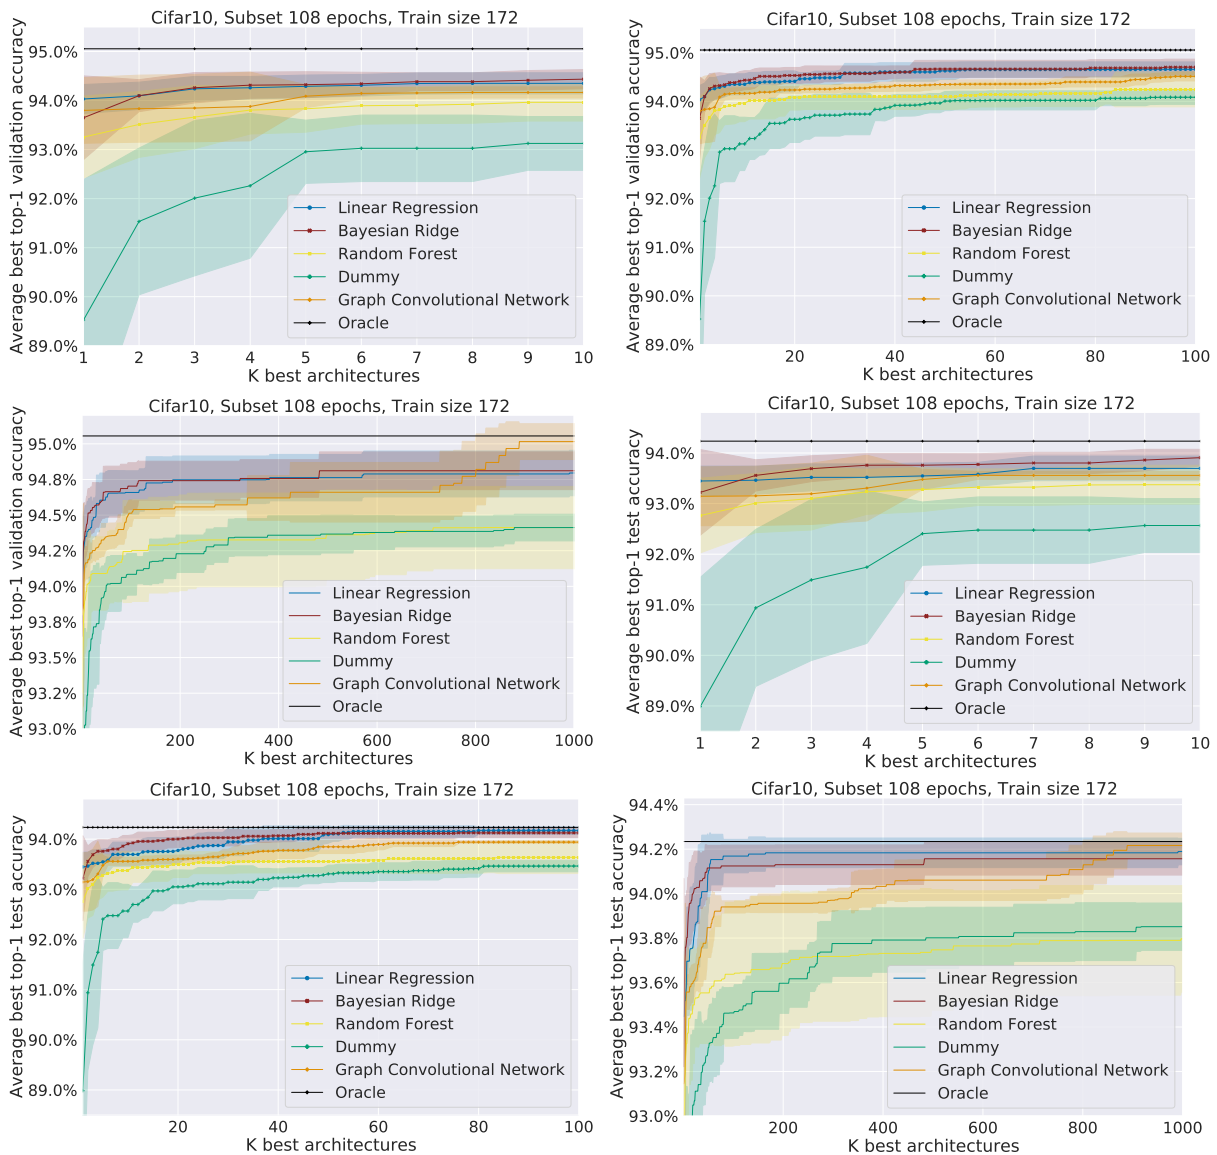 Cifar10, Subset 108 epochs, Train size 172
Average best top-1 validation accuracy
95.0%
94.0%
93.0%
92.0%
91.0%
90.0%
89.0%
Linear Regression
Bayesian Ridge
Random Forest
Dummy
Graph Convolutional Network
Oracle
1 2 3 4 5 6 7 8 9 10
K best architectures
Cifar10, Subset 108 epochs, Train size 172
Average best top-1 validation accuracy
95.0%
94.0%
93.0%
92.0%
91.0%
90.0%
89.0%
Linear Regression
Bayesian Ridge
Random Forest
Dummy
Graph Convolutional Network
Oracle
20 40 60 80 100
K best architectures
Cifar10, Subset 108 epochs, Train size 172
Average best top-1 validation accuracy
95.0%
94.8%
94.5%
94.2%
94.0%
93.8%
93.5%
93.2%
93.0%
Linear Regression
Bayesian Ridge
Random Forest
Dummy
Graph Convolutional Network
Oracle
200 400 600 800 1000
K best architectures
Cifar10, Subset 108 epochs, Train size 172
Average best top-1 test accuracy
94.0%
93.0%
92.0%
91.0%
90.0%
89.0%
Linear Regression
Bayesian Ridge
Random Forest
Dummy
Graph Convolutional Network
Oracle
1 2 3 4 5 6 7 8 9 10
K best architectures
Cifar10, Subset 108 epochs, Train size 172
Average best top-1 test accuracy
94.0%
93.0%
92.0%
91.0%
90.0%
89.0%
Linear Regression
Bayesian Ridge
Random Forest
Dummy
Graph Convolutional Network
Oracle
20 40 60 80 100
K best architectures
Cifar10, Subset 108 epochs, Train size 172
Average best top-1 test accuracy
94.4%
94.2%
94.0%
93.8%
93.6%
93.4%
93.2%
93.0%
Linear Regression
Bayesian Ridge
Random Forest
Dummy
Graph Convolutional Network
Oracle
200 400 600 800 1000
K best architectures